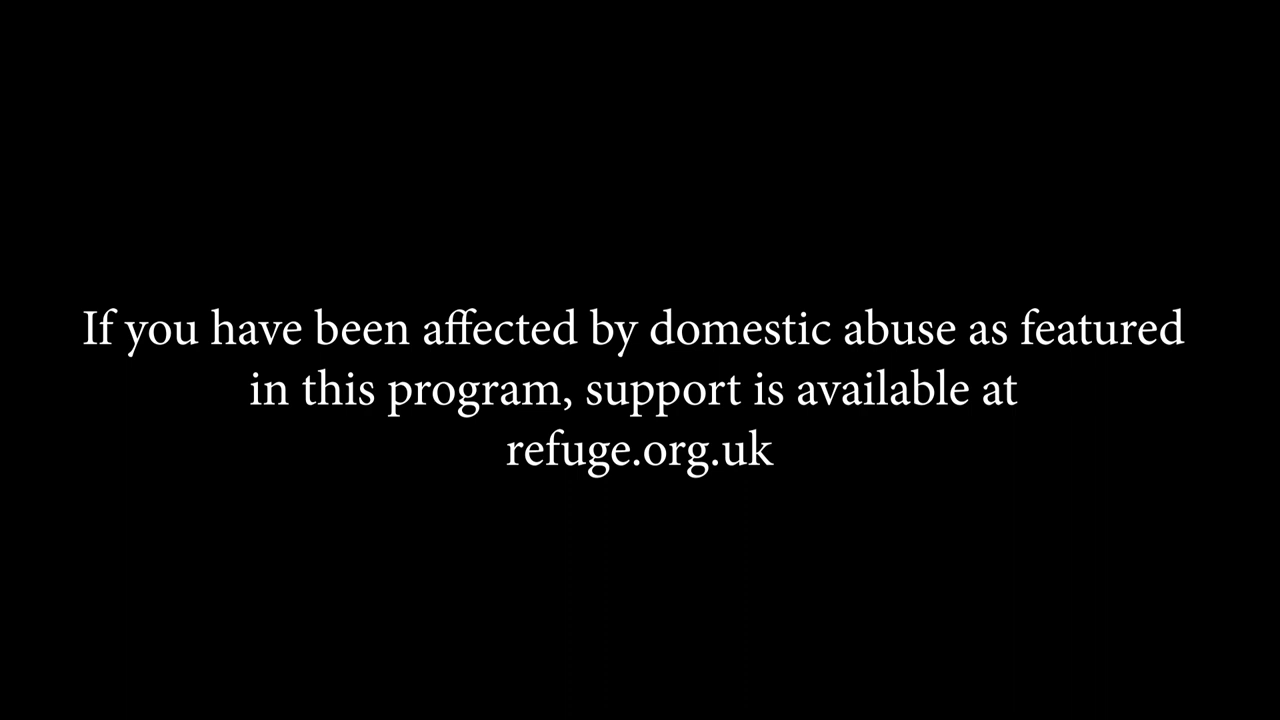 If you have been affected by domestic abuse as featured
in this program, support is available at
refuge.org.uk